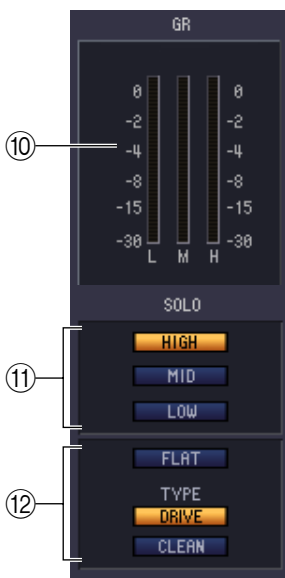 GR
0 0
-2 -2
⑩ -4 -4
-8 -8
-15 -15
-30 -30
L M H
SOLO
HIGH
⑪ MID
LOW
FLAT
TYPE
⑫ DRIVE
CLEAN